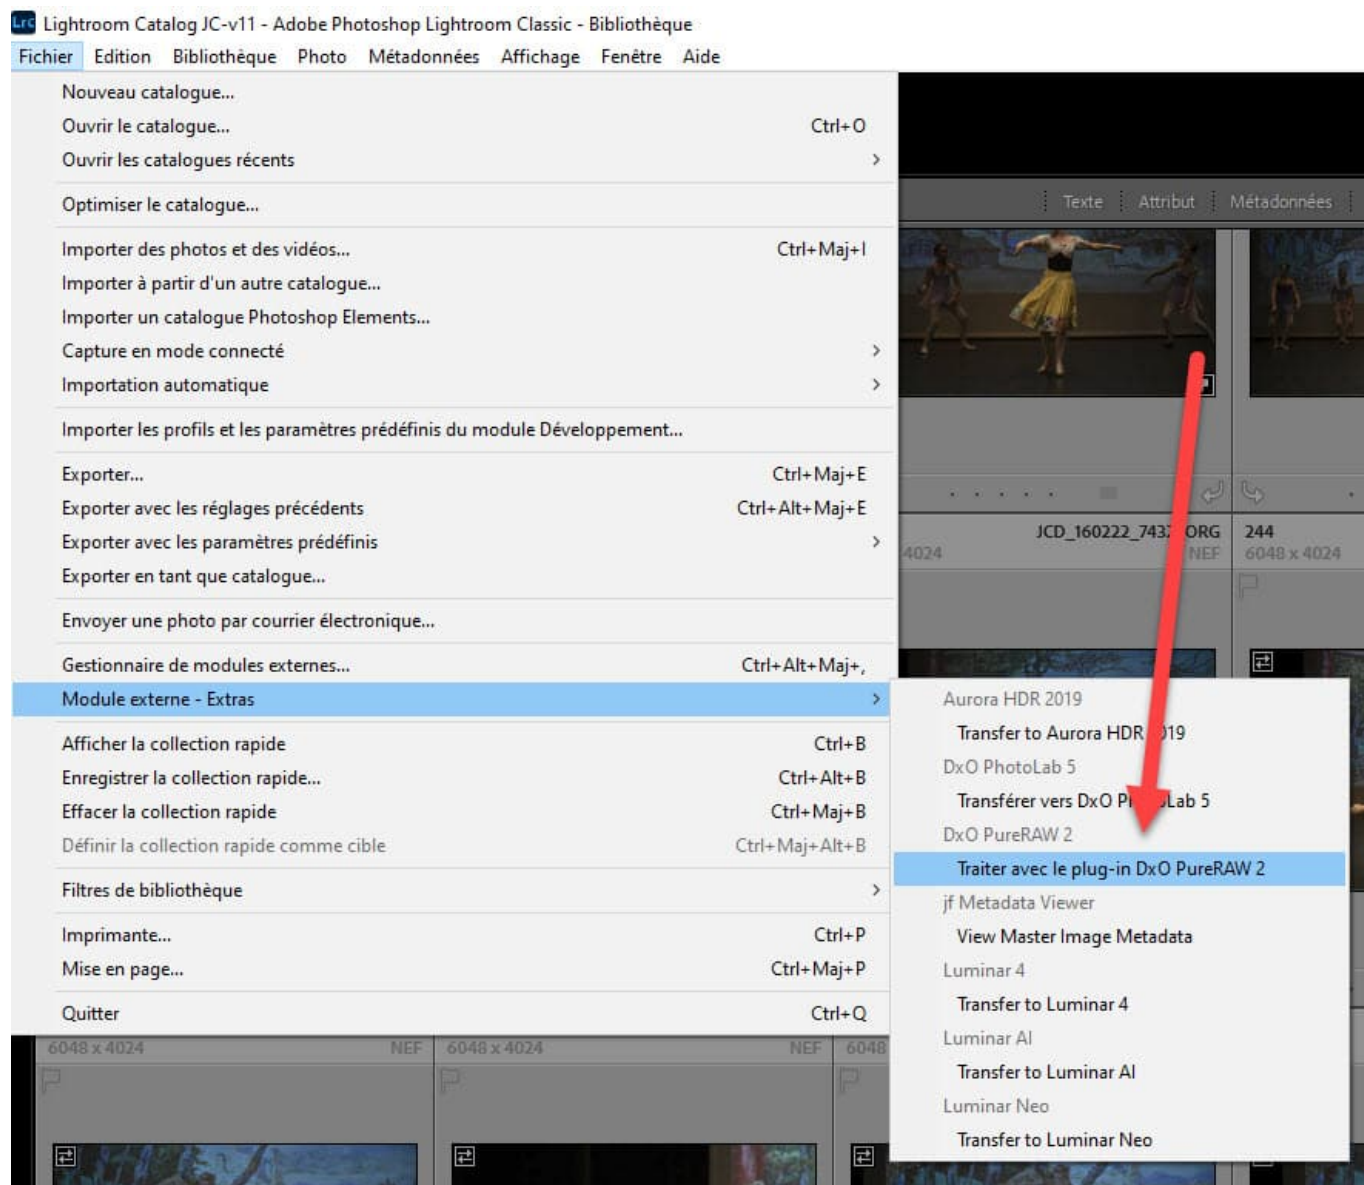 Lrc Lightroom Catalog JC-v11 - Adobe Photoshop Lightroom Classic - Bibliothèque
Fichier Edition Bibliothèque Photo Métadonnées Affichage Fenêtre Aide
Nouveau catalogue...
Ouvrir le catalogue... Ctrl+O
Ouvrir les catalogues récents >
Optimiser le catalogue...
Texte Attribut Métadonnées
Importer des photos et des vidéos... Ctrl+Maj+I
Importer à partir d'un autre catalogue...
Importer un catalogue Photoshop Elements...
Capture en mode connecté >
Importation automatique >
Importer les profils et les paramètres prédéfinis du module Développement...
Exporter... Ctrl+Maj+E
Exporter avec les réglages précédents Ctrl+Alt+Maj+E
Exporter avec les paramètres prédéfinis >
Exporter en tant que catalogue...
JCD_160222_743 ORG 244
4024 NEF 6048 x 4024
Envoyer une photo par courrier électronique...
Gestionnaire de modules externes... Ctrl+Alt+Maj+,
Module externe - Extras >
Afficher la collection rapide Ctrl+B
Enregistrer la collection rapide... Ctrl+Alt+B
Effacer la collection rapide Ctrl+Maj+B
Définir la collection rapide comme cible Ctrl+Maj+Alt+B
Filtres de bibliothèque >
Imprimante... Ctrl+P
Mise en page... Ctrl+Maj+P
Quitter Ctrl+Q
Aurora HDR 2019
Transfer to Aurora HDR 19
DxO PhotoLab 5
Transférer vers DxO P Lab 5
DxO PureRAW 2
Traiter avec le plug-in DxO PureRAW 2
jf Metadata Viewer
View Master Image Metadata
Luminar 4
Transfer to Luminar 4
Luminar AI
Transfer to Luminar AI
Luminar Neo
Transfer to Luminar Neo
6048 x 4024 NEF 6048 x 4024 NEF 6048